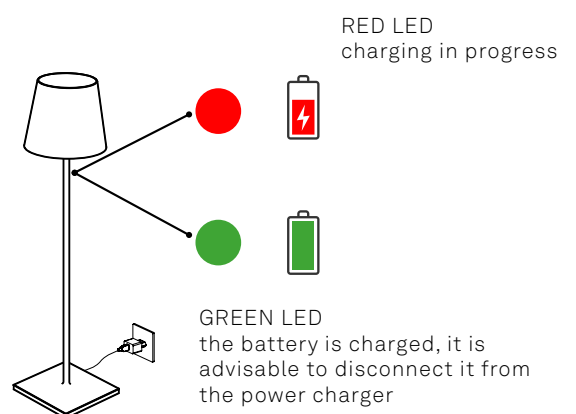 RED LED
charging in progress
GREEN LED
the battery is charged, it is
advisable to disconnect it from
the power charger